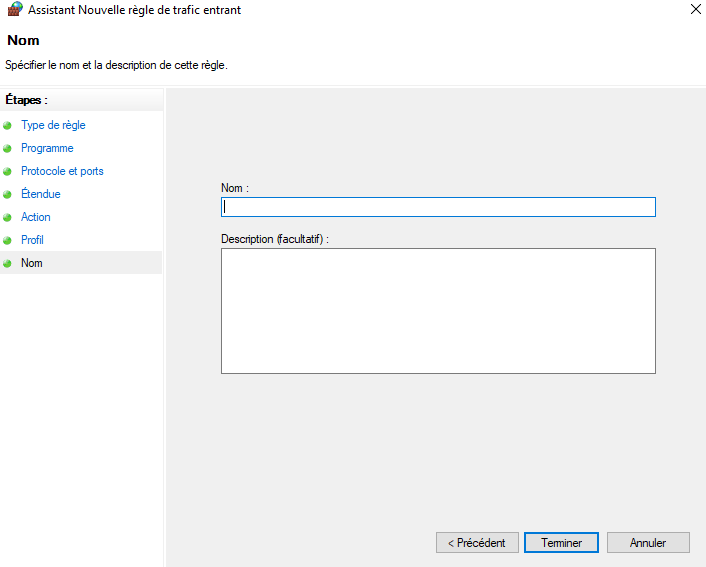 Assistant Nouvelle règle de trafic entrant
Nom
Spécifier le nom et la description de cette règle.
Étapes :
Type de règle
Programme
Protocole et ports
Étendue
Action
Profil
Nom
Nom :
Description (facultatif) :
< Précédent
Terminer
Annuler